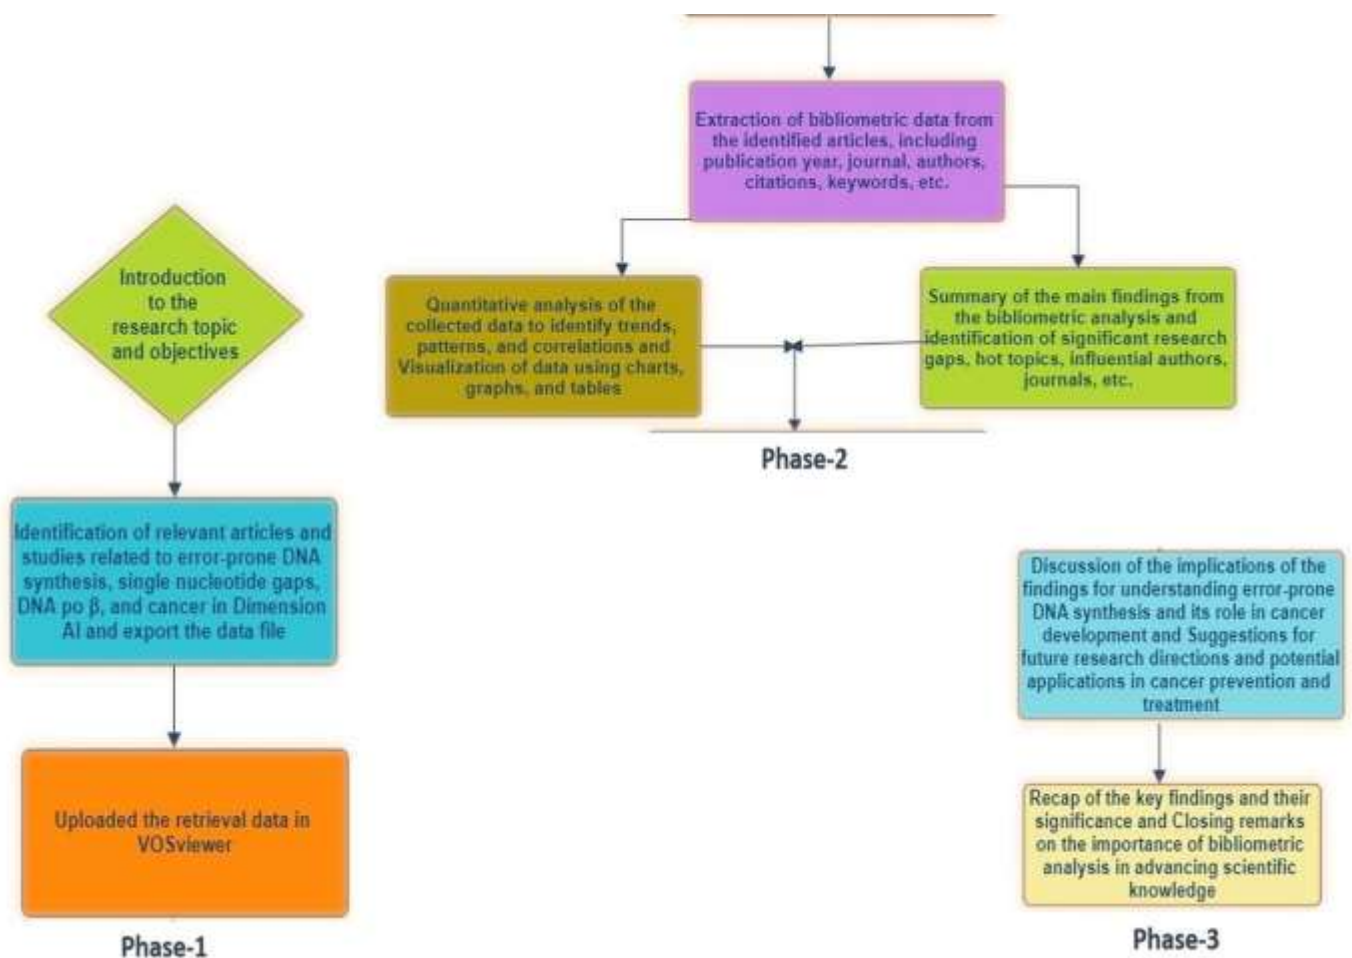 Introduction
to the
research topic
and objectives
Identification of relevant articles and
studies related to error-prone DNA
synthesis, single nucleotide gaps,
DNA po β, and cancer in Dimension
AI and export the data file
Uploaded the retrieval data in
VOSviewer
Phase-1
Extraction of bibliometric data from
the identified articles, including
publication year, journal, authors,
citations, keywords, etc.
Quantitative analysis of the
collected data to identify trends,
patterns, and correlations and
Visualization of data using charts,
graphs, and tables
Summary of the main findings from
the bibliometric analysis and
identification of significant research
gaps, hot topics, influential authors,
journals, etc.
Phase-2
Discussion of the implications of the
findings for understanding error-prone
DNA synthesis and its role in cancer
development and Suggestions for
future research directions and potential
applications in cancer prevention and
treatment
Recap of the key findings and their
significance and Closing remarks
on the importance of bibliometric
analysis in advancing scientific
knowledge
Phase-3